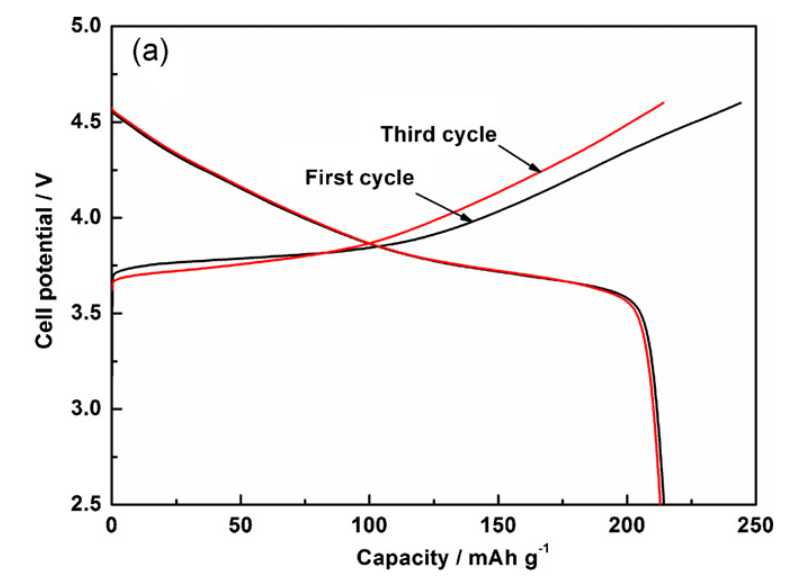 (a)
5.0
4.5
4.0
3.5
3.0
2.5
Cell potential / V
Third cycle
First cycle
0 50 100 150 200 250
Capacity / mAh g⁻¹